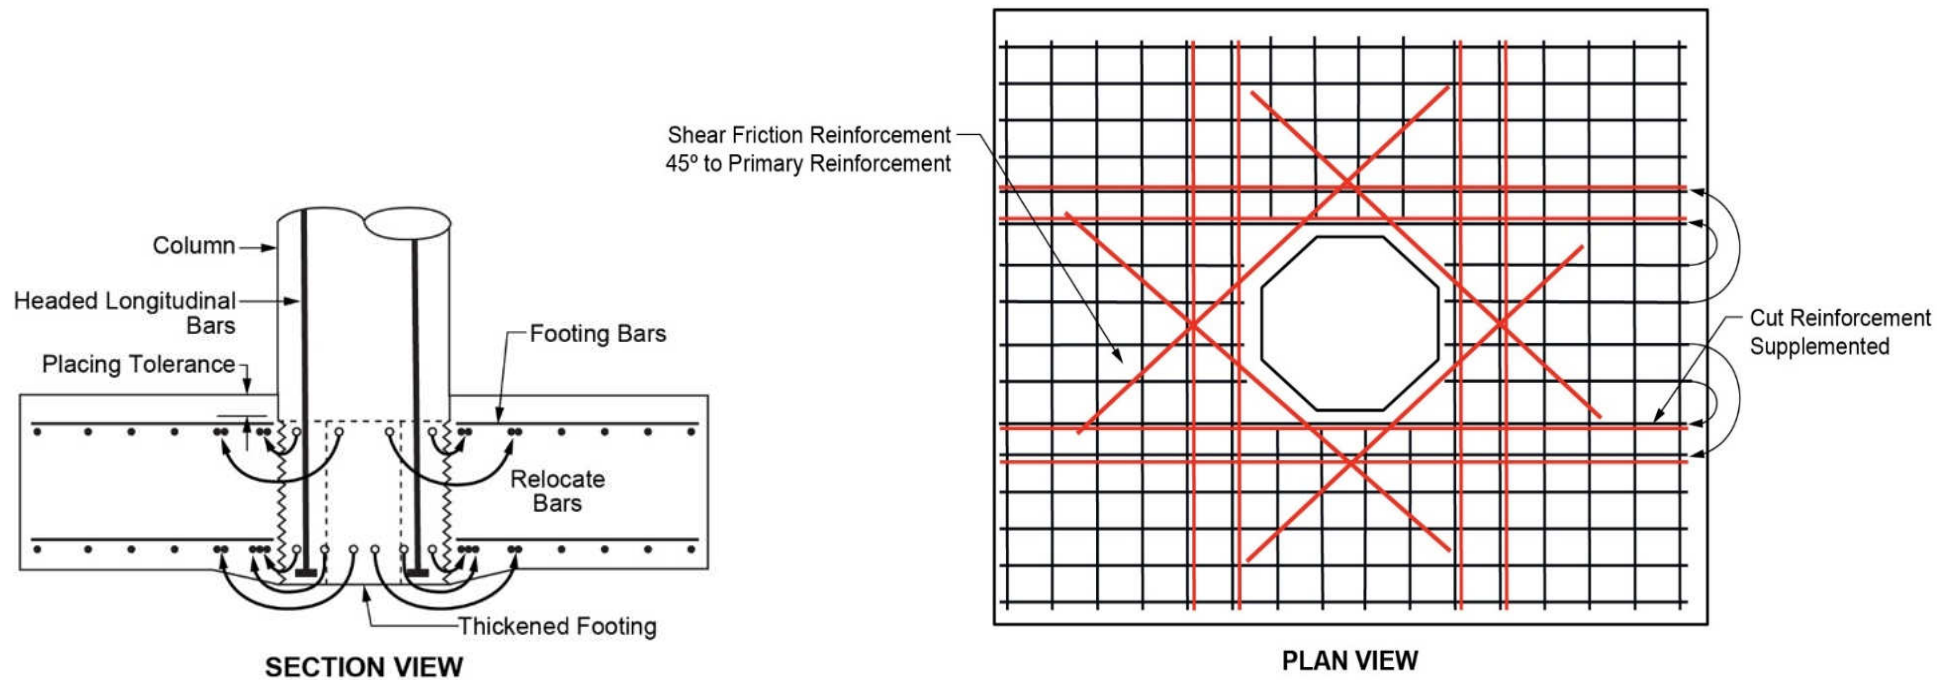 Column
Headed Longitudinal
Bars
Placing Tolerance
Footing Bars
Relocate
Bars
Thickened Footing
SECTION VIEW
Shear Friction Reinforcement
45º to Primary Reinforcement
Cut Reinforcement
Supplemented
PLAN VIEW